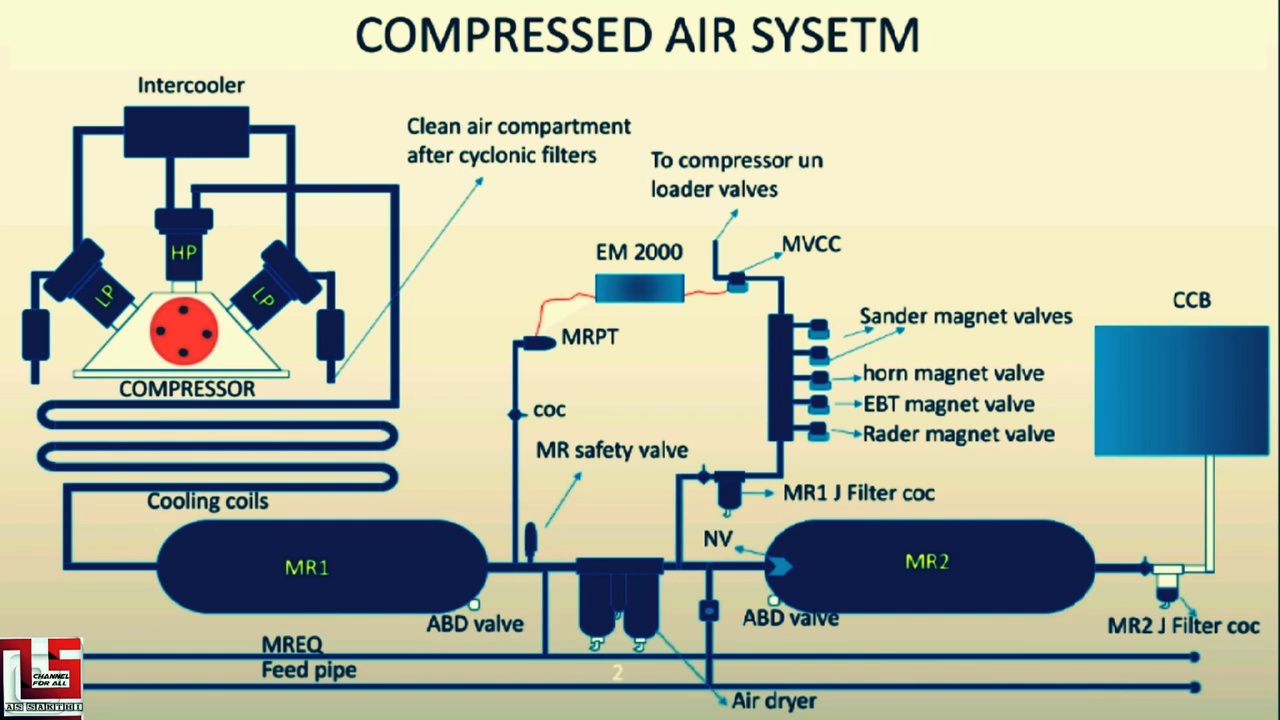 COMPRESSED AIR SYSETM
Intercooler
Clean air compartment
after cyclonic filters
To compressor un
loader valves
EM 2000
MVCC
HP
LP
LP
CCB
Sander magnet valves
MRPT
horn magnet valve
COMPRESSOR
EBT magnet valve
COC
Rader magnet valve
MR safety valve
Cooling coils
MR1 J Filter coc
NV
MR1
MR2
ABD valve
ABD valve
MR2 J Filter coc
MREQ
Feed pipe
2
Air dryer
CHANNEL
FOR ALL
AS SAKTHI